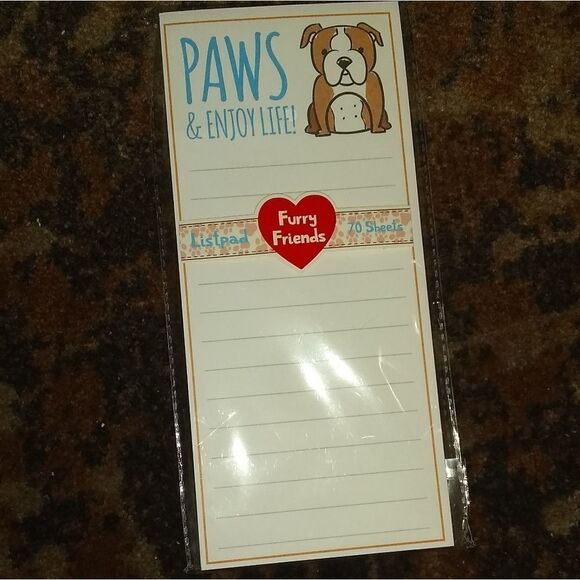 PAWS
& ENJOY LIFE!
Listpad
Furry
Friends
70 Sheets